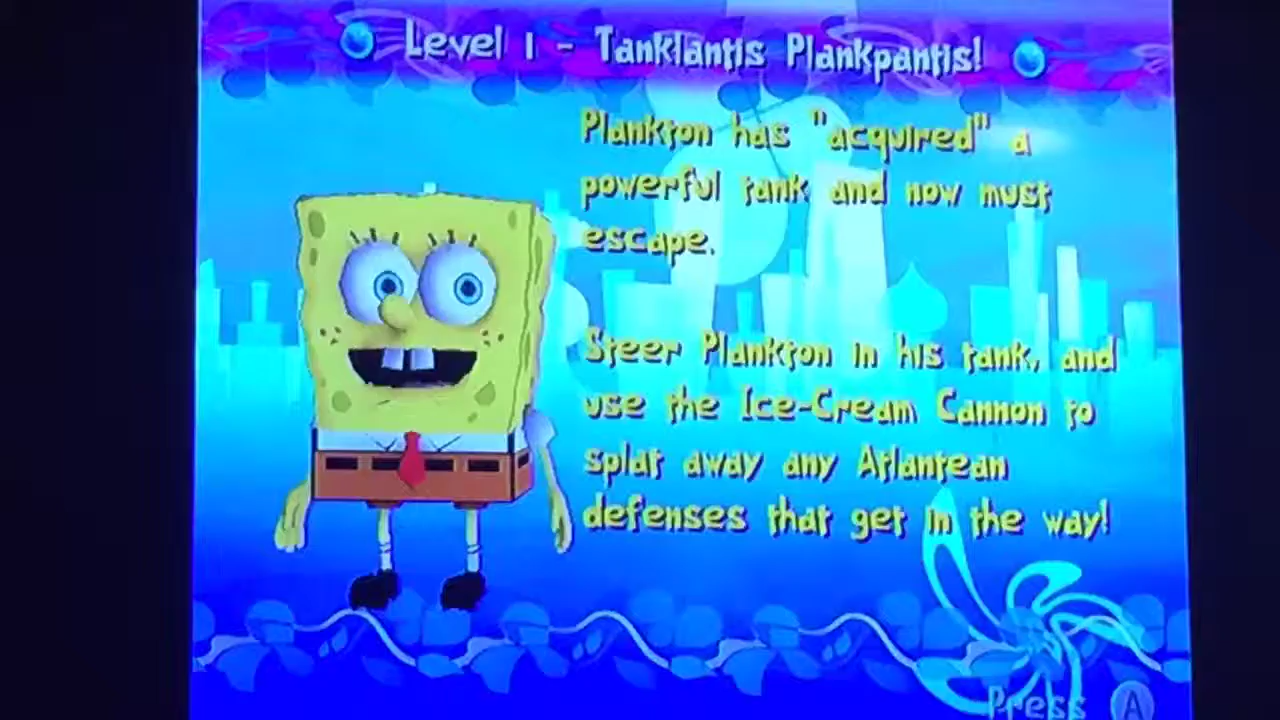 Level 1 - Tanklantis Plankpantis!
Plankton has "acquired" a
powerful tank and now must
escape.
Steer Plankton in his tank, and
use the Ice-Cream Cannon to
splat away any Atlantean
defenses that get in the way!
Press A